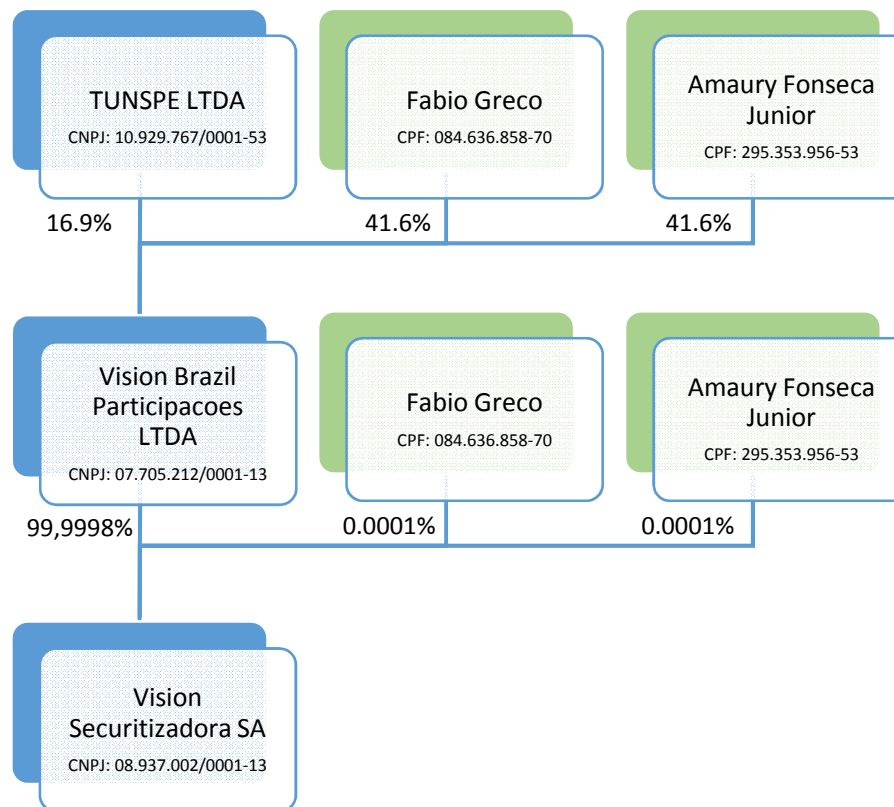 TUNSPE LTDA
CNPJ: 10.929.767/0001-53
Fabio Greco
CPF: 084.636.858-70
Amaury Fonseca
Junior
CPF: 295.353.956-53
16.9%
41.6%
41.6%
Vision Brazil
Participacoes
LTDA
CNPJ: 07.705.212/0001-13
Fabio Greco
CPF: 084.636.858-70
Amaury Fonseca
Junior
CPF: 295.353.956-53
99,9998%
0.0001%
0.0001%
Vision
Securitizadora SA
CNPJ: 08.937.002/0001-13